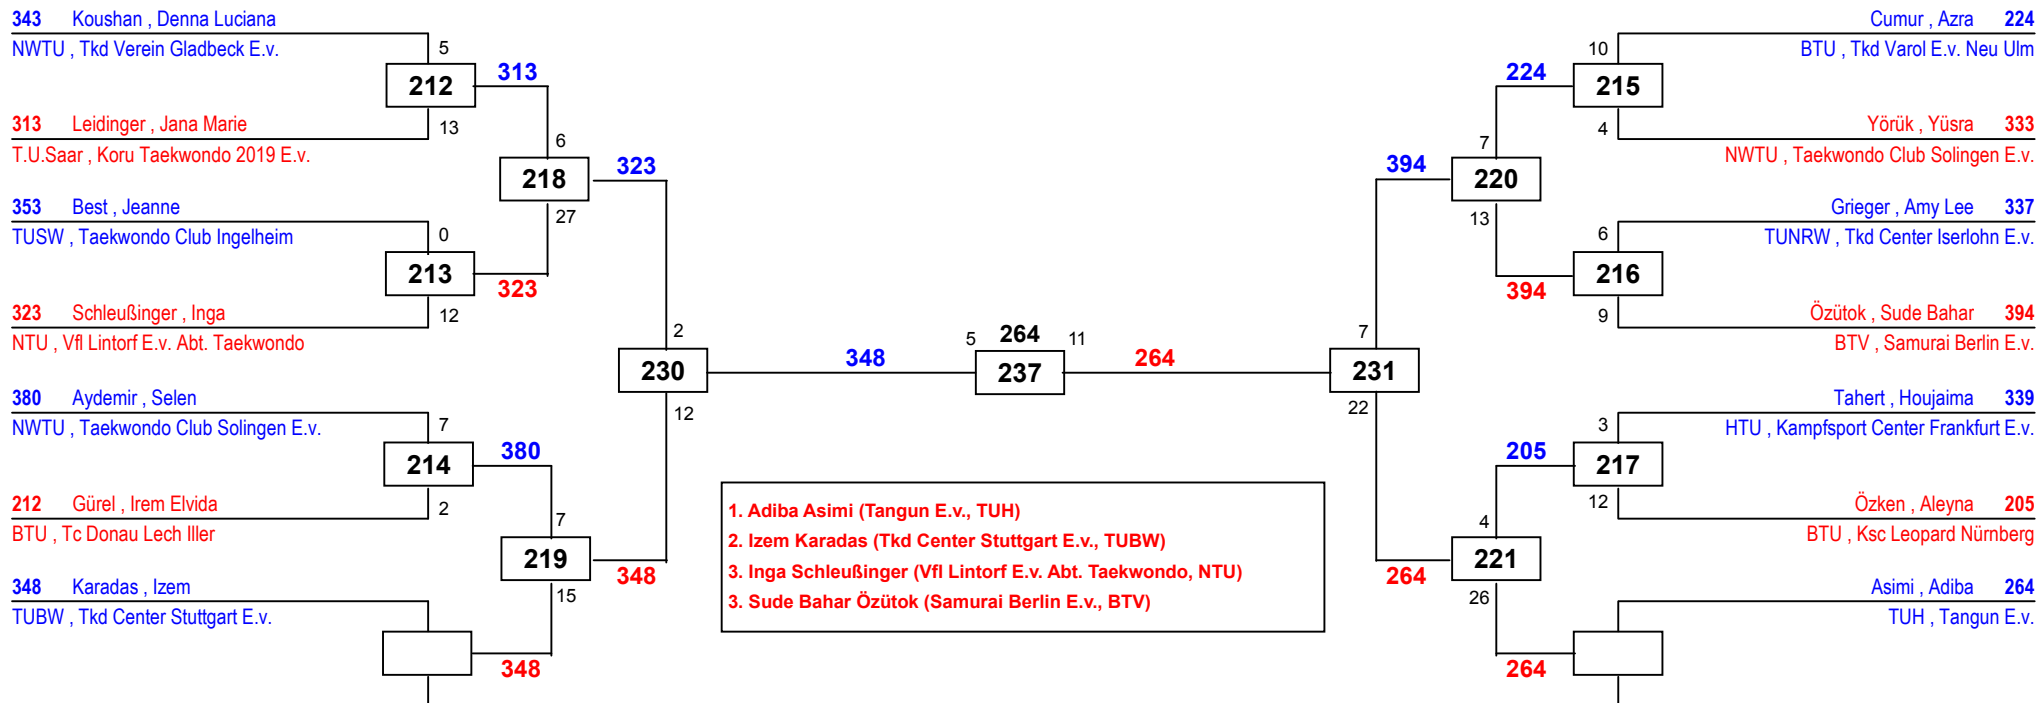 343 Koushan , Denna Luciana
NWTU , Tkd Verein Gladbeck E.v.
5
212
313
13
313 Leidinger , Jana Marie
T.U.Saar , Koru Taekwondo 2019 E.v.
6
218
323
27
353 Best , Jeanne
TUSW , Taekwondo Club Ingelheim
0
213
323
12
323 Schleußinger , Inga
NTU , Vfl Lintorf E.v. Abt. Taekwondo
2
230
348
12
380 Aydemir , Selen
NWTU , Taekwondo Club Solingen E.v.
7
214
380
2
212 Gürel , Irem Elvida
BTU , Tc Donau Lech Iller
7
219
348
15
348 Karadas , Izem
TUBW , Tkd Center Stuttgart E.v.
348
5 264 11
237
264
1. Adiba Asimi (Tangun E.v., TUH)
2. Izem Karadas (Tkd Center Stuttgart E.v., TUBW)
3. Inga Schleußinger (Vfl Lintorf E.v. Abt. Taekwondo, NTU)
3. Sude Bahar Özütok (Samurai Berlin E.v., BTV)
Cumur , Azra 224
BTU , Tkd Varol E.v. Neu Ulm
10
224
215
4
Yörük , Yüsra 333
NWTU , Taekwondo Club Solingen E.v.
7
394
220
13
Grieger , Amy Lee 337
TUNRW , Tkd Center Iserlohn E.v.
6
216
394
9
Özütok , Sude Bahar 394
BTV , Samurai Berlin E.v.
7
231
22
Tahert , Houjaima 339
HTU , Kampfsport Center Frankfurt E.v.
3
205
217
12
Özken , Aleyna 205
BTU , Ksc Leopard Nürnberg
4
221
264
26
Asimi , Adiba 264
TUH , Tangun E.v.
264